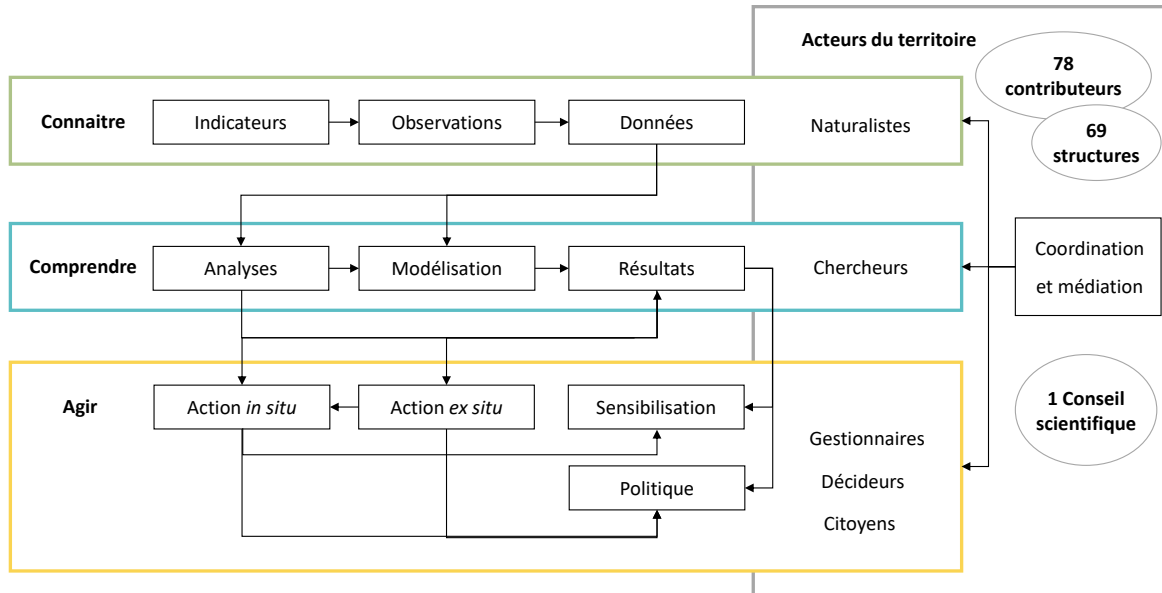 Acteurs du territoire
78
contributeurs
69
structures
Connaitre
Indicateurs
Observations
Données
Naturalistes
Comprendre
Analyses
Modélisation
Résultats
Chercheurs
Coordination
et médiation
Agir
Action in situ
Action ex situ
Sensibilisation
Politique
Gestionnaires
Décideurs
Citoyens
1 Conseil
scientifique